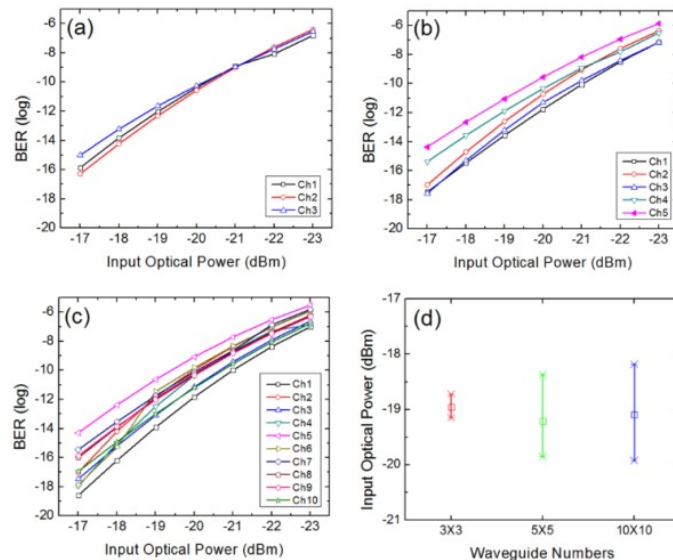 (a)
BER (log)
-6
-8
-10
-12
-14
-16
-18
-20
-17 -18 -19 -20 -21 -22 -23
Input Optical Power (dBm)
Ch1
Ch2
Ch3
(b)
BER (log)
-6
-8
-10
-12
-14
-16
-18
-20
-17 -18 -19 -20 -21 -22 -23
Input Optical Power (dBm)
Ch1
Ch2
Ch3
Ch4
Ch5
(c)
BER (log)
-6
-8
-10
-12
-14
-16
-18
-20
-17 -18 -19 -20 -21 -22 -23
Input Optical Power (dBm)
Ch1
Ch2
Ch3
Ch4
Ch5
Ch6
Ch7
Ch8
Ch9
Ch10
(d)
Input Optical Power (dBm)
-17
-18
-19
-20
-21
3X3 5X5 10X10
Waveguide Numbers